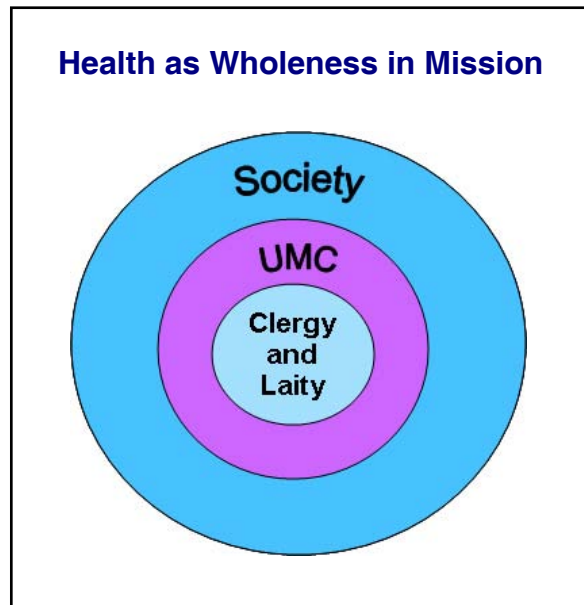 Health as Wholeness in Mission
Society
UMC
Clergy
and
Laity